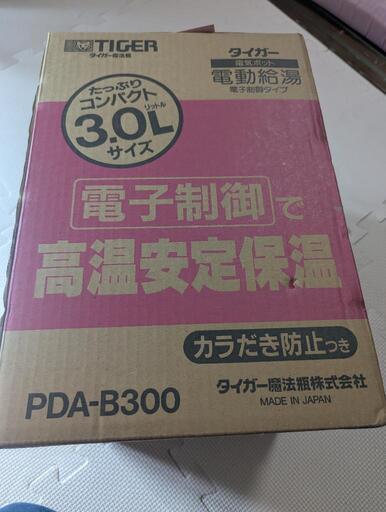 TIGER
タイガー魔法瓶
タイガー
電気ポット
電動給湯
電子制御タイプ
たっぷり
コンパクト
3.0L
リットル
サイズ
電子制御で
高温安定保温
カラだき防止つき
タイガー魔法瓶株式会社
MADE IN JAPAN
PDA-B300